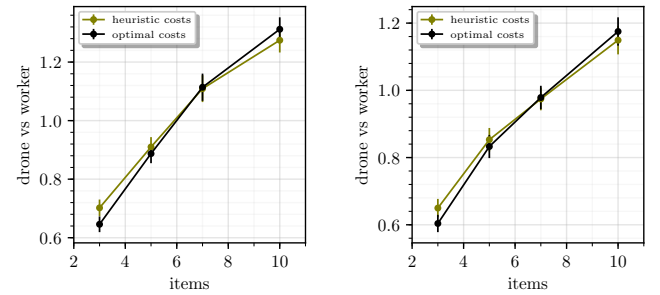 heuristic costs
optimal costs
drone vs worker
1.2
1.0
0.8
0.6
2 4 6 8 10
items
heuristic costs
optimal costs
drone vs worker
1.2
1.0
0.8
0.6
2 4 6 8 10
items